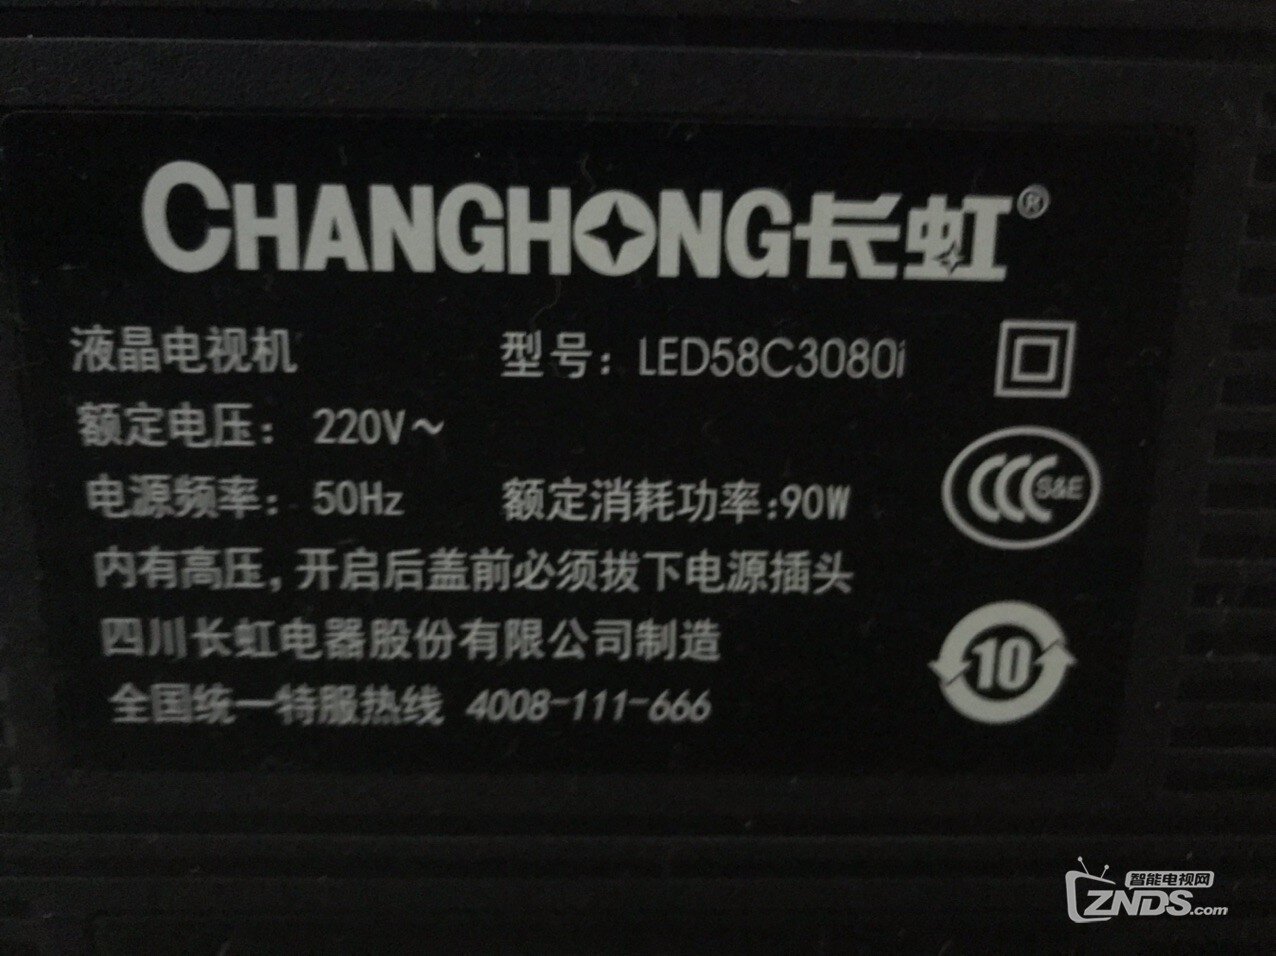 CHANGHONG长虹®
液晶电视机 型号：LED58C3080i
额定电压：220V～
电源频率：50Hz 额定消耗功率:90W
内有高压，开启后盖前必须拔下电源插头
四川长虹电器股份有限公司制造
全国统一特服热线 4008-111-666
CCC S&E
10
智能电视网
ZNDS.com